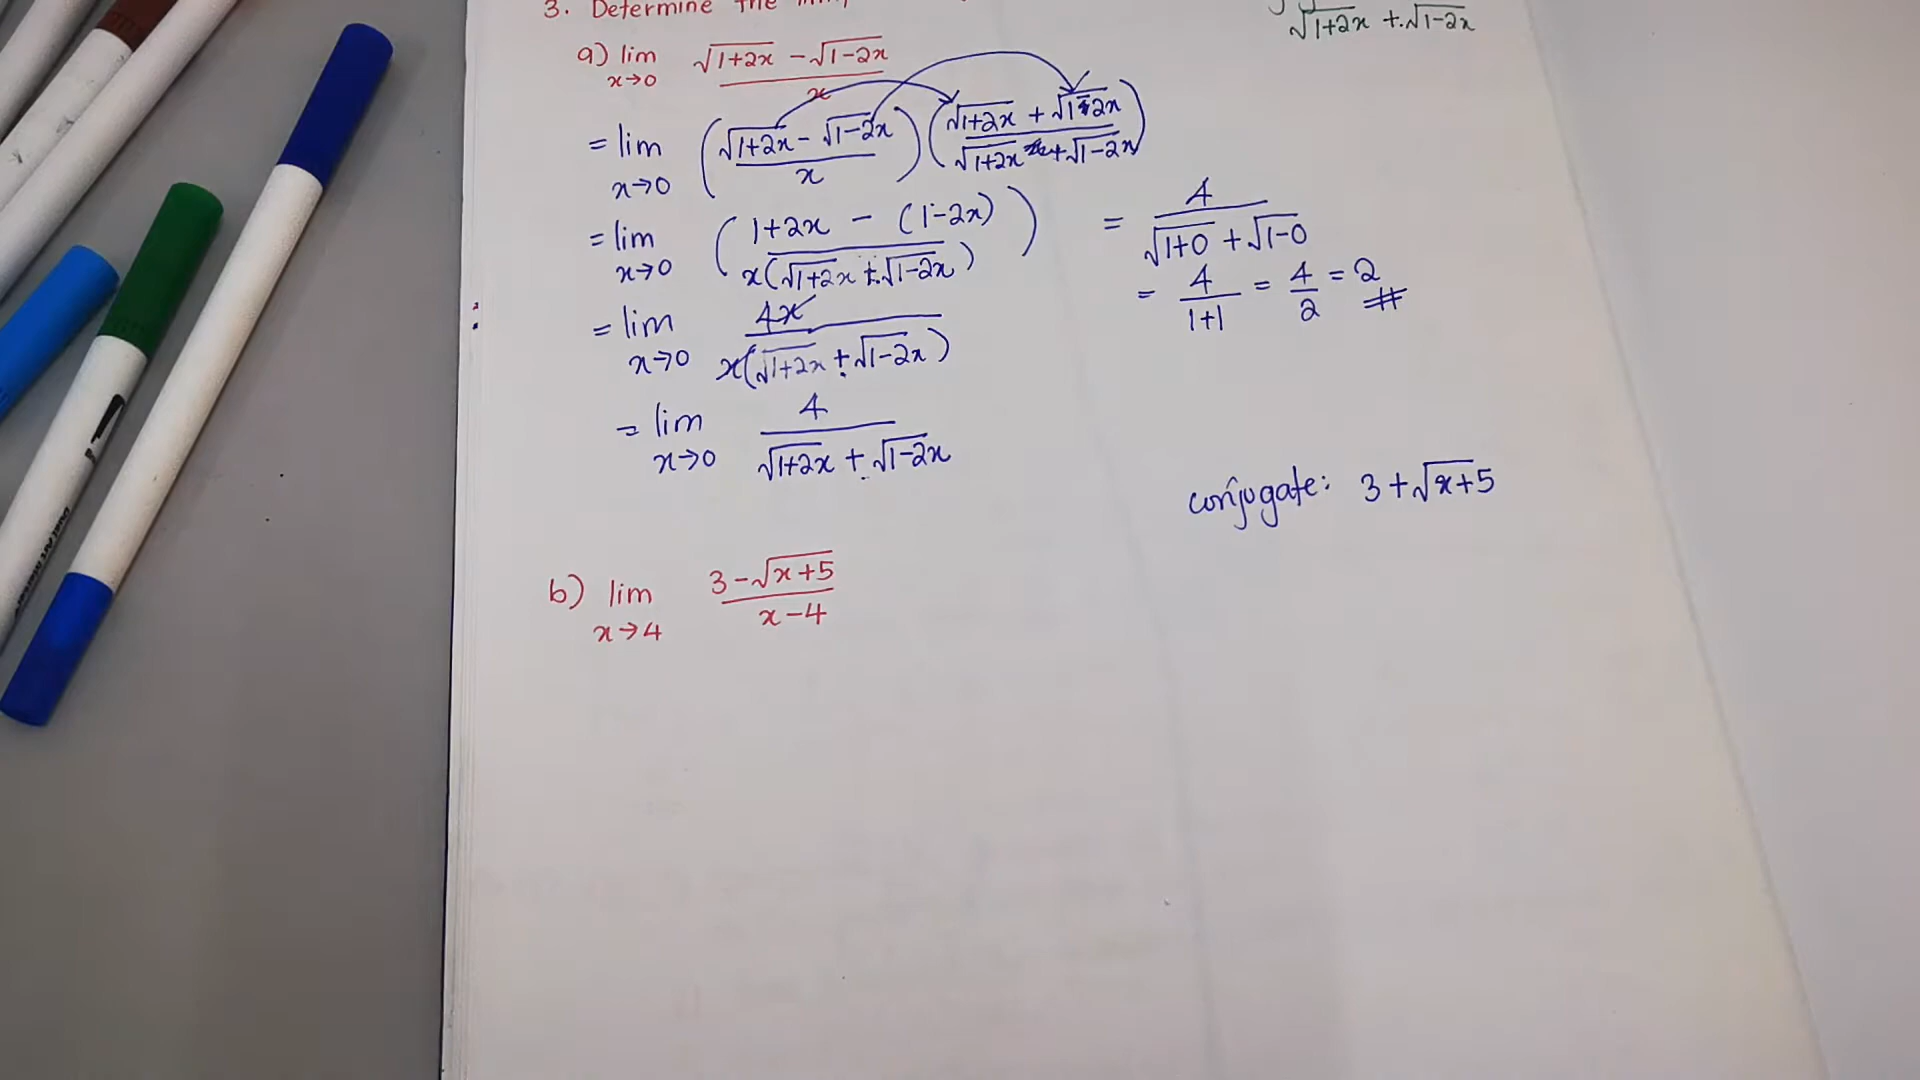 3. Determine the
√1+2x + √1-2x
a) lim x→0 √1+2x - √1-2x / x
= lim x→0 (√1+2x - √1-2x / x) (√1+2x + √1-2x / √1+2x + √1-2x)
= lim x→0 (1+2x - (1-2x) / x(√1+2x + √1-2x))
= lim x→0 4x / x(√1+2x + √1-2x)
= lim x→0 4 / √1+2x + √1-2x
= 4 / √1+0 + √1-0
= 4 / 1+1 = 4 / 2 = 2 #
conjugate: 3+√x+5
b) lim x→4 3-√x+5 / x-4